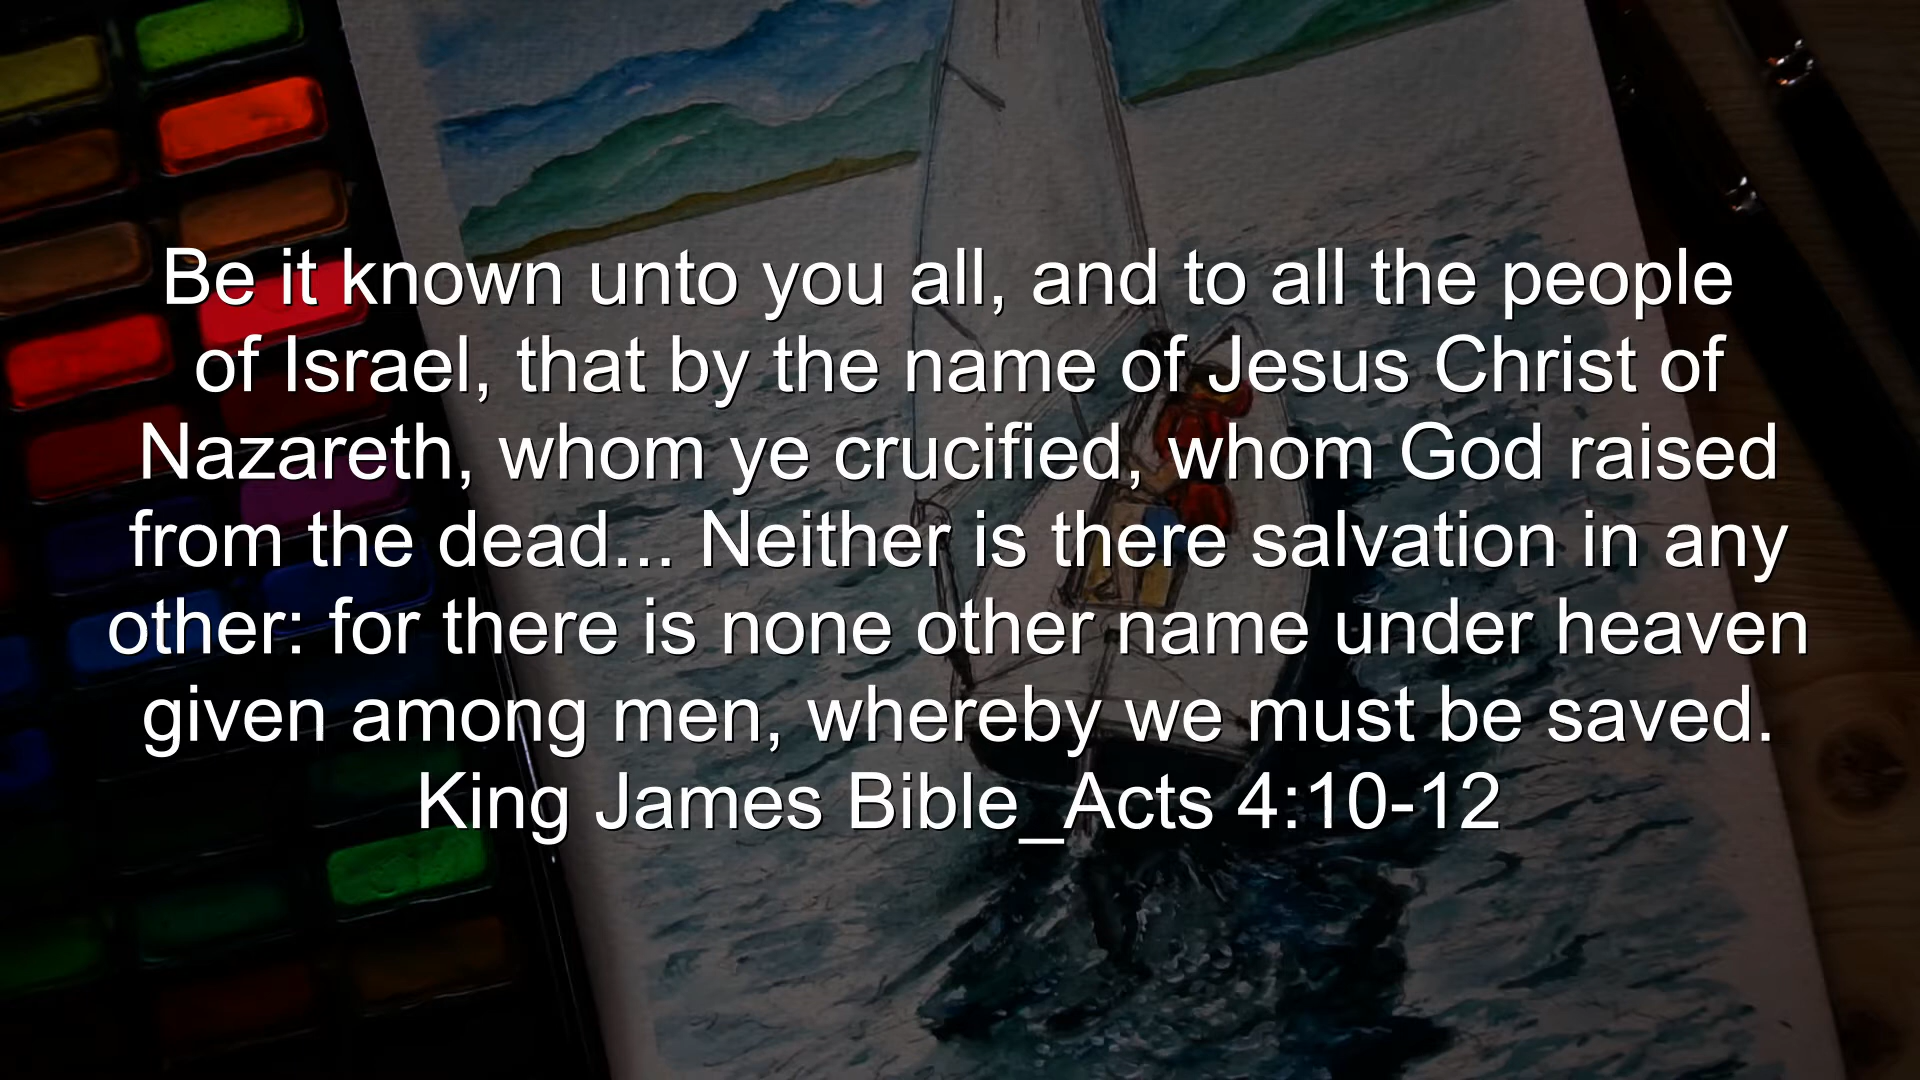 Be it known unto you all, and to all the people
of Israel, that by the name of Jesus Christ of
Nazareth, whom ye crucified, whom God raised
from the dead... Neither is there salvation in any
other: for there is none other name under heaven
given among men, whereby we must be saved.
King James Bible_Acts 4:10-12